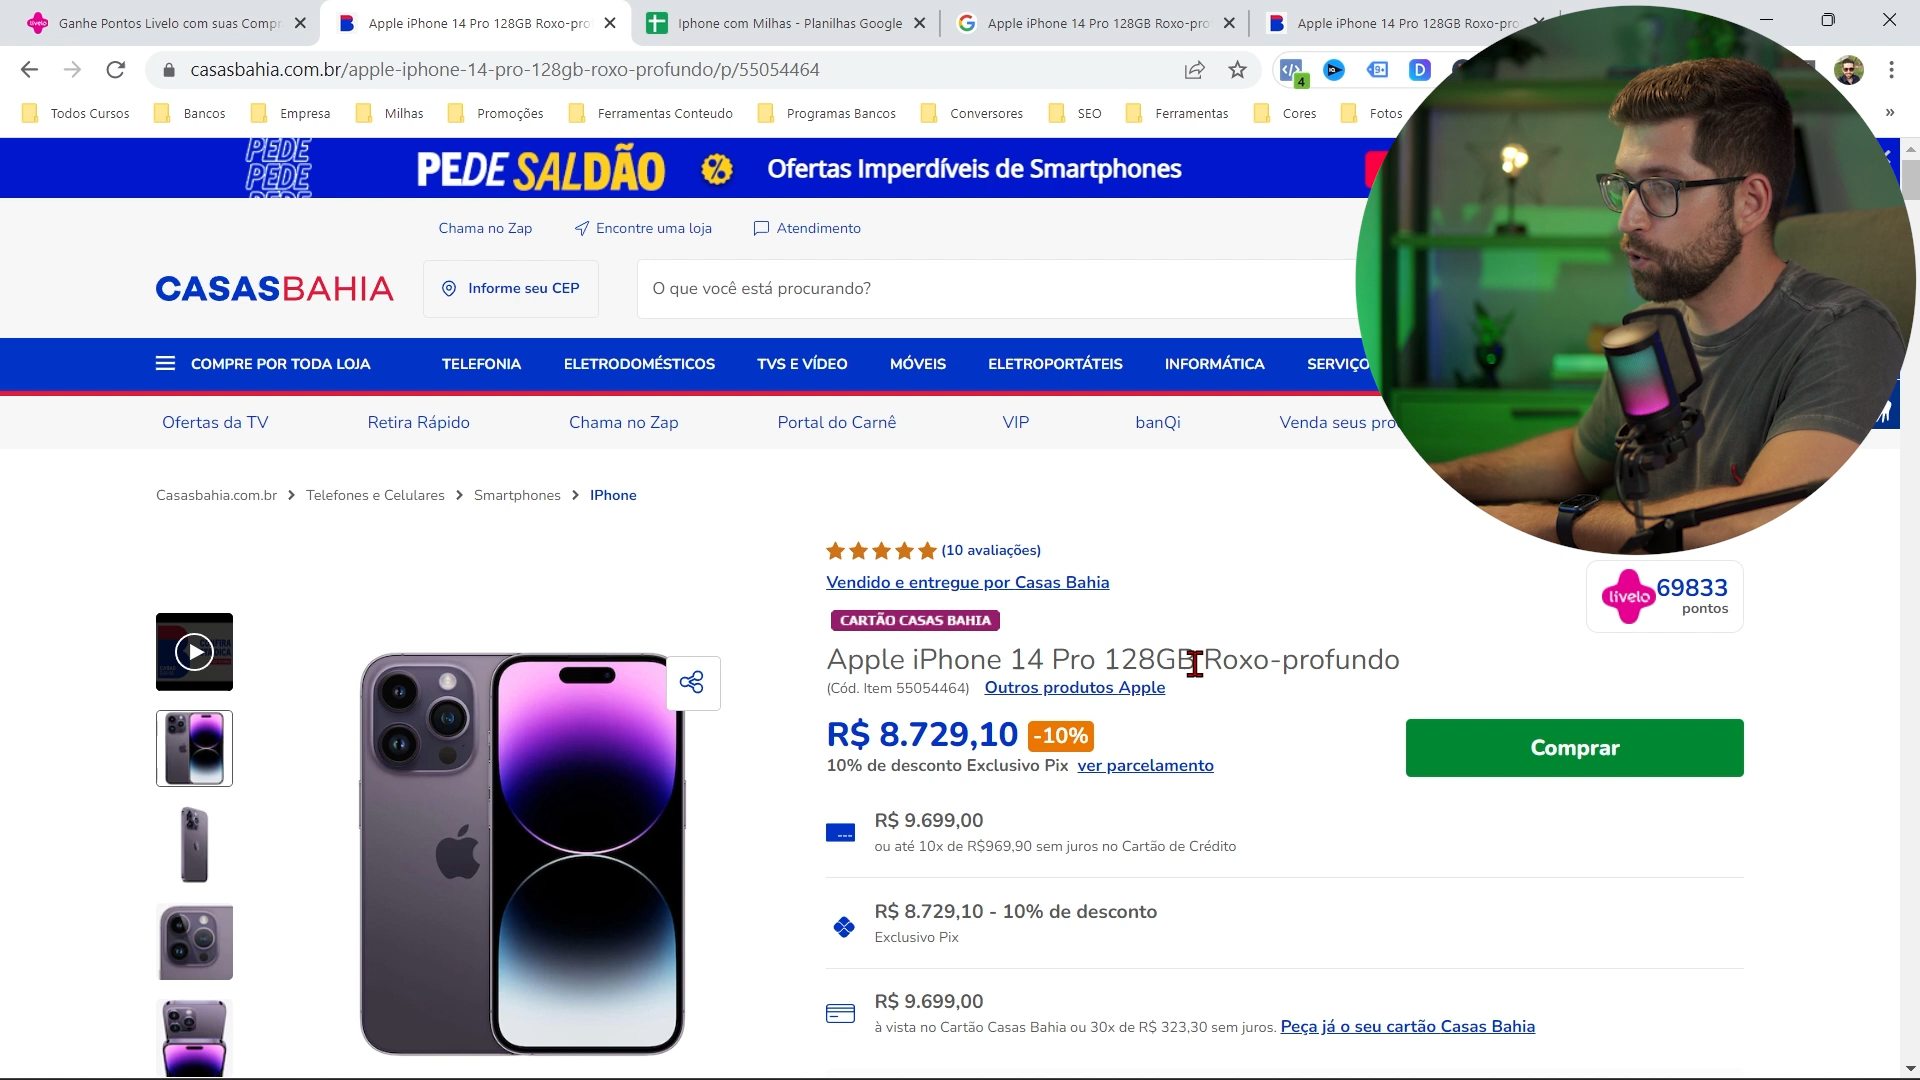 Ganhe Pontos Livelo com suas Compr
Apple iPhone 14 Pro 128GB Roxo-pro
Iphone com Milhas - Planilhas Google
Apple iPhone 14 Pro 128GB Roxo-pro
Apple iPhone 14 Pro 128GB Roxo-pro
casasbahia.com.br/apple-iphone-14-pro-128gb-roxo-profundo/p/55054464
4
9+
D
Todos Cursos
Bancos
Empresa
Milhas
Promoções
Ferramentas Conteudo
Programas Bancos
Conversores
SEO
Ferramentas
Cores
Fotos
»
PEDE
PEDE
PEDE SALDÃO
Ofertas Imperdíveis de Smartphones
Chama no Zap
Encontre uma loja
Atendimento
CASASBAHIA
Informe seu CEP
O que você está procurando?
COMPRE POR TODA LOJA
TELEFONIA
ELETRODOMÉSTICOS
TVS E VÍDEO
MÓVEIS
ELETROPORTÁTEIS
INFORMÁTICA
SERVIÇO
Ofertas da TV
Retira Rápido
Chama no Zap
Portal do Carnê
VIP
banQi
Venda seus pro
Casasbahia.com.br > Telefones e Celulares > Smartphones > IPhone
(10 avaliações)
Vendido e entregue por Casas Bahia
livelo 69833
pontos
CARTÃO CASAS BAHIA
Apple iPhone 14 Pro 128GB Roxo-profundo
(Cód. Item 55054464) Outros produtos Apple
R$ 8.729,10 -10%
10% de desconto Exclusivo Pix ver parcelamento
Comprar
R$ 9.699,00
ou até 10x de R$969,90 sem juros no Cartão de Crédito
R$ 8.729,10 - 10% de desconto
Exclusivo Pix
R$ 9.699,00
à vista no Cartão Casas Bahia ou 30x de R$ 323,30 sem juros. Peça já o seu cartão Casas Bahia